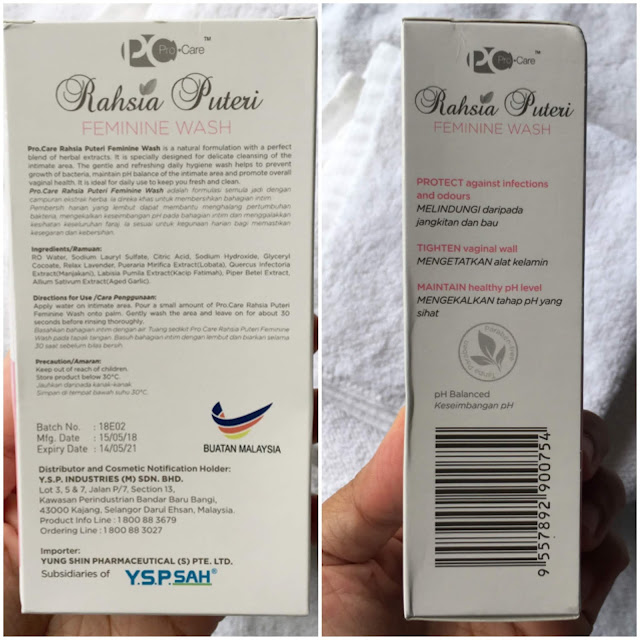 PC Pro•Care™
Rahsia Puteri
FEMININE WASH
Pro.Care Rahsia Puteri Feminine Wash is a natural formulation with a perfect
blend of herbal extracts. It is specially designed for delicate cleansing of the
intimate area. The gentle and refreshing daily hygiene wash helps to prevent
growth of bacteria, maintain pH balance of the intimate area and promote overall
vaginal health. It is ideal for daily use to keep you fresh and clean.
Pro.Care Rahsia Puteri Feminine Wash adalah formulasi semula jadi dengan
campuran ekstrak herba. Ia direka khas untuk membersihkan bahagian intim.
Pembersih harian yang lembut dapat membantu menghalang pertumbuhan
bakteria, mengekalkan keseimbangan pH pada bahagian intim dan menggalakkan
kesihatan keseluruhan faraj. Ia sesuai untuk kegunaan harian bagi memastikan
kesegaran dan kebersihan.
Ingredients/Ramuan:
RO Water, Sodium Lauryl Sulfate, Citric Acid, Sodium Hydroxide, Glyceryl
Cocoate, Relax Lavender, Pueraria Mirifica Extract(Lobata), Quercus Infectoria
Extract(Manjakani), Labisia Pumila Extract(Kacip Fatimah), Piper Betel Extract,
Allium Sativum Extract(Aged Garlic).
Directions for Use /Cara Penggunaan:
Apply water on intimate area. Pour a small amount of Pro.Care Rahsia Puteri
Feminine Wash onto palm. Gently wash the area and leave on for about 30
seconds before rinsing thoroughly.
Basahkan bahagian intim dengan air. Tuang sedikit Pro.Care Rahsia Puteri Feminine
Wash pada tapak tangan. Basuh bahagian intim dengan lembut dan biarkan selama
30 saat sebelum bilas bersih.
Precaution/Amaran:
Keep out of reach of children.
Store product below 30°C.
Jauhkan daripada kanak-kanak.
Simpan di tempat bawah suhu 30°C.
Batch No. : 18E02
Mfg. Date : 15/05/18
Expiry Date : 14/05/21
BUATAN MALAYSIA
Distributor and Cosmetic Notification Holder:
Y.S.P. INDUSTRIES (M) SDN. BHD.
Lot 3, 5 & 7, Jalan P/7, Section 13,
Kawasan Perindustrian Bandar Baru Bangi,
43000 Kajang, Selangor Darul Ehsan, Malaysia.
Product Info Line : 1 800 88 3679
Ordering Line : 1 800 88 3027
Importer:
YUNG SHIN PHARMACEUTICAL (S) PTE. LTD.
Subsidiaries of Y.S.P.SAH®
PC Pro•Care™
Rahsia Puteri
FEMININE WASH
PROTECT against infections
and odours
MELINDUNGI daripada
jangkitan dan bau
TIGHTEN vaginal wall
MENGETATKAN alat kelamin
MAINTAIN healthy pH level
MENGEKALKAN tahap pH yang
sihat
pH Balanced
Keseimbangan pH
9 557892 900754